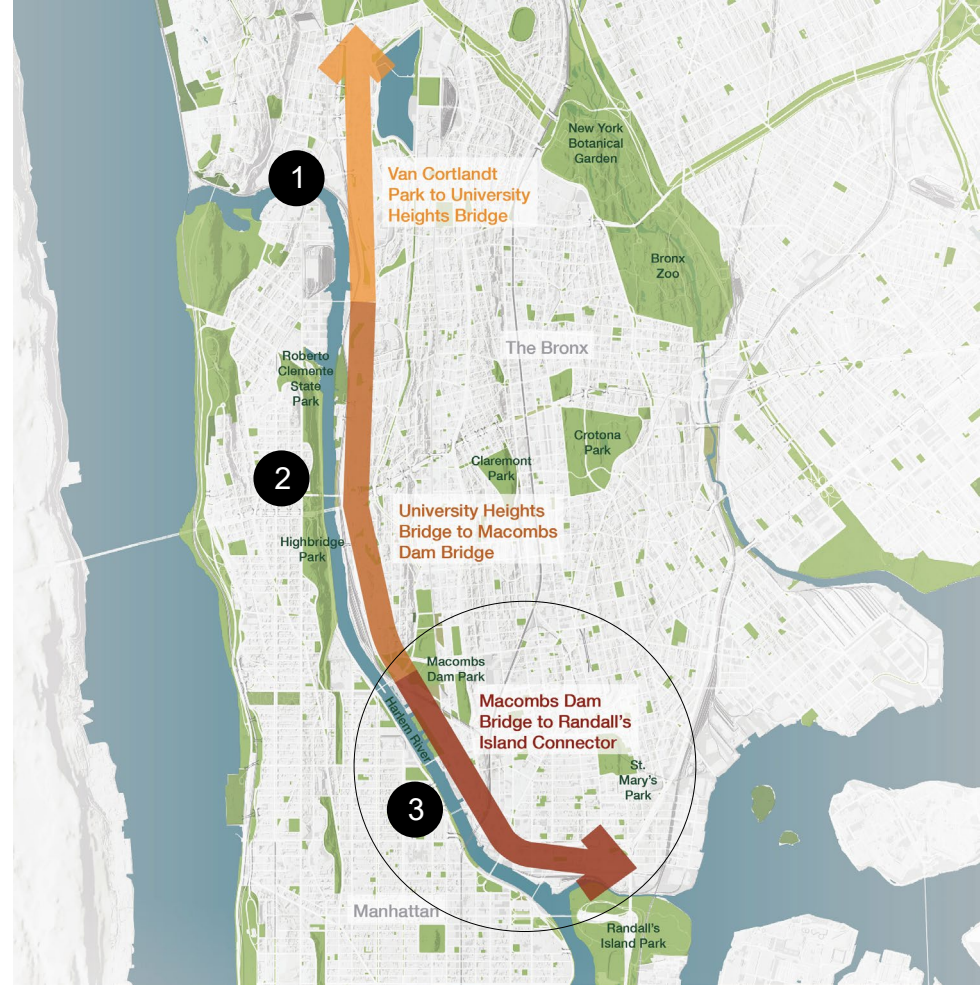 New York
Botanical
Garden
1
Van Cortlandt
Park to University
Heights Bridge
Bronx
Zoo
The Bronx
Roberto
Clemente
State
Park
Crotona
Park
Claremont
Park
2
University Heights
Bridge to Macombs
Dam Bridge
Highbridge
Park
Macombs
Dam Park
Macombs Dam
Bridge to Randall's
Island Connector
Harlem River
St.
Mary's
Park
3
Manhattan
Randall's
Island Park